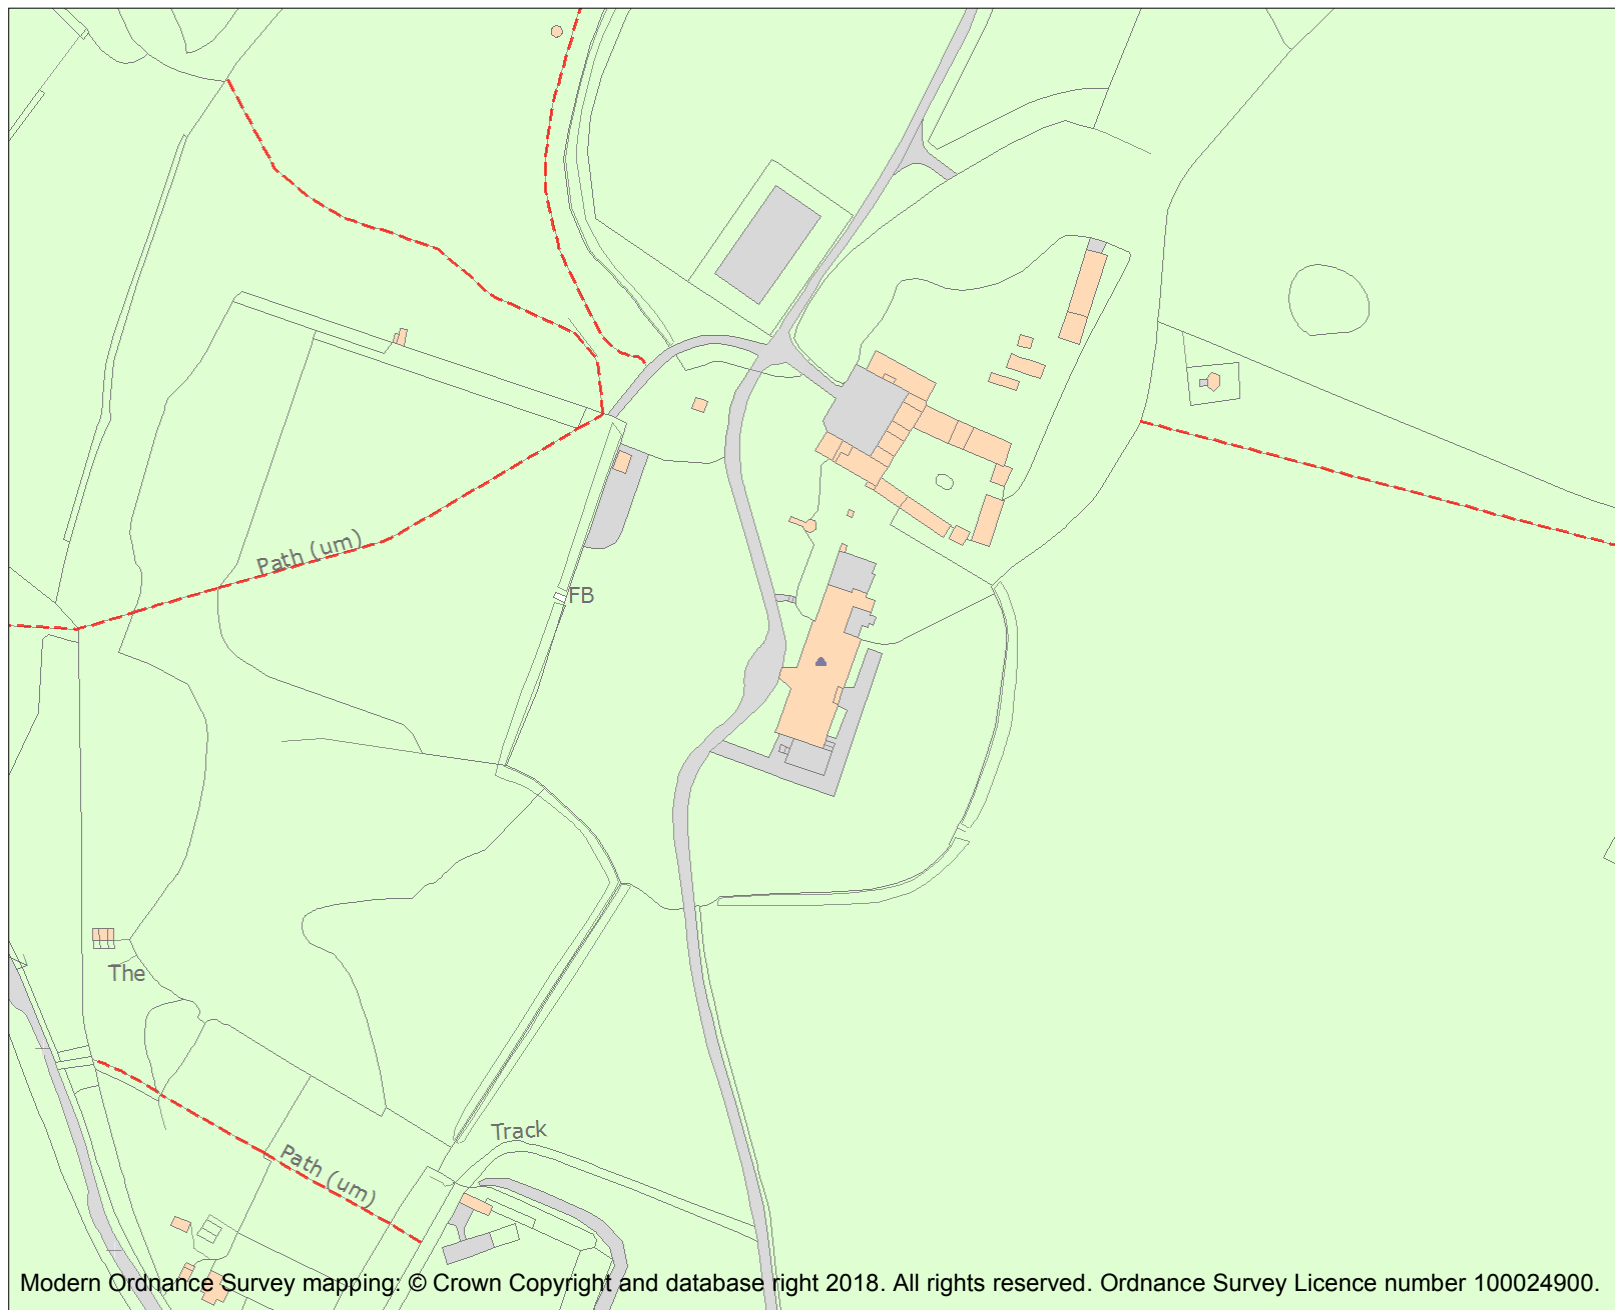 Path (um)
FB
The
Track
Path (um)
Modern Ordnance Survey mapping: © Crown Copyright and database right 2018. All rights reserved. Ordnance Survey Licence number 100024900.